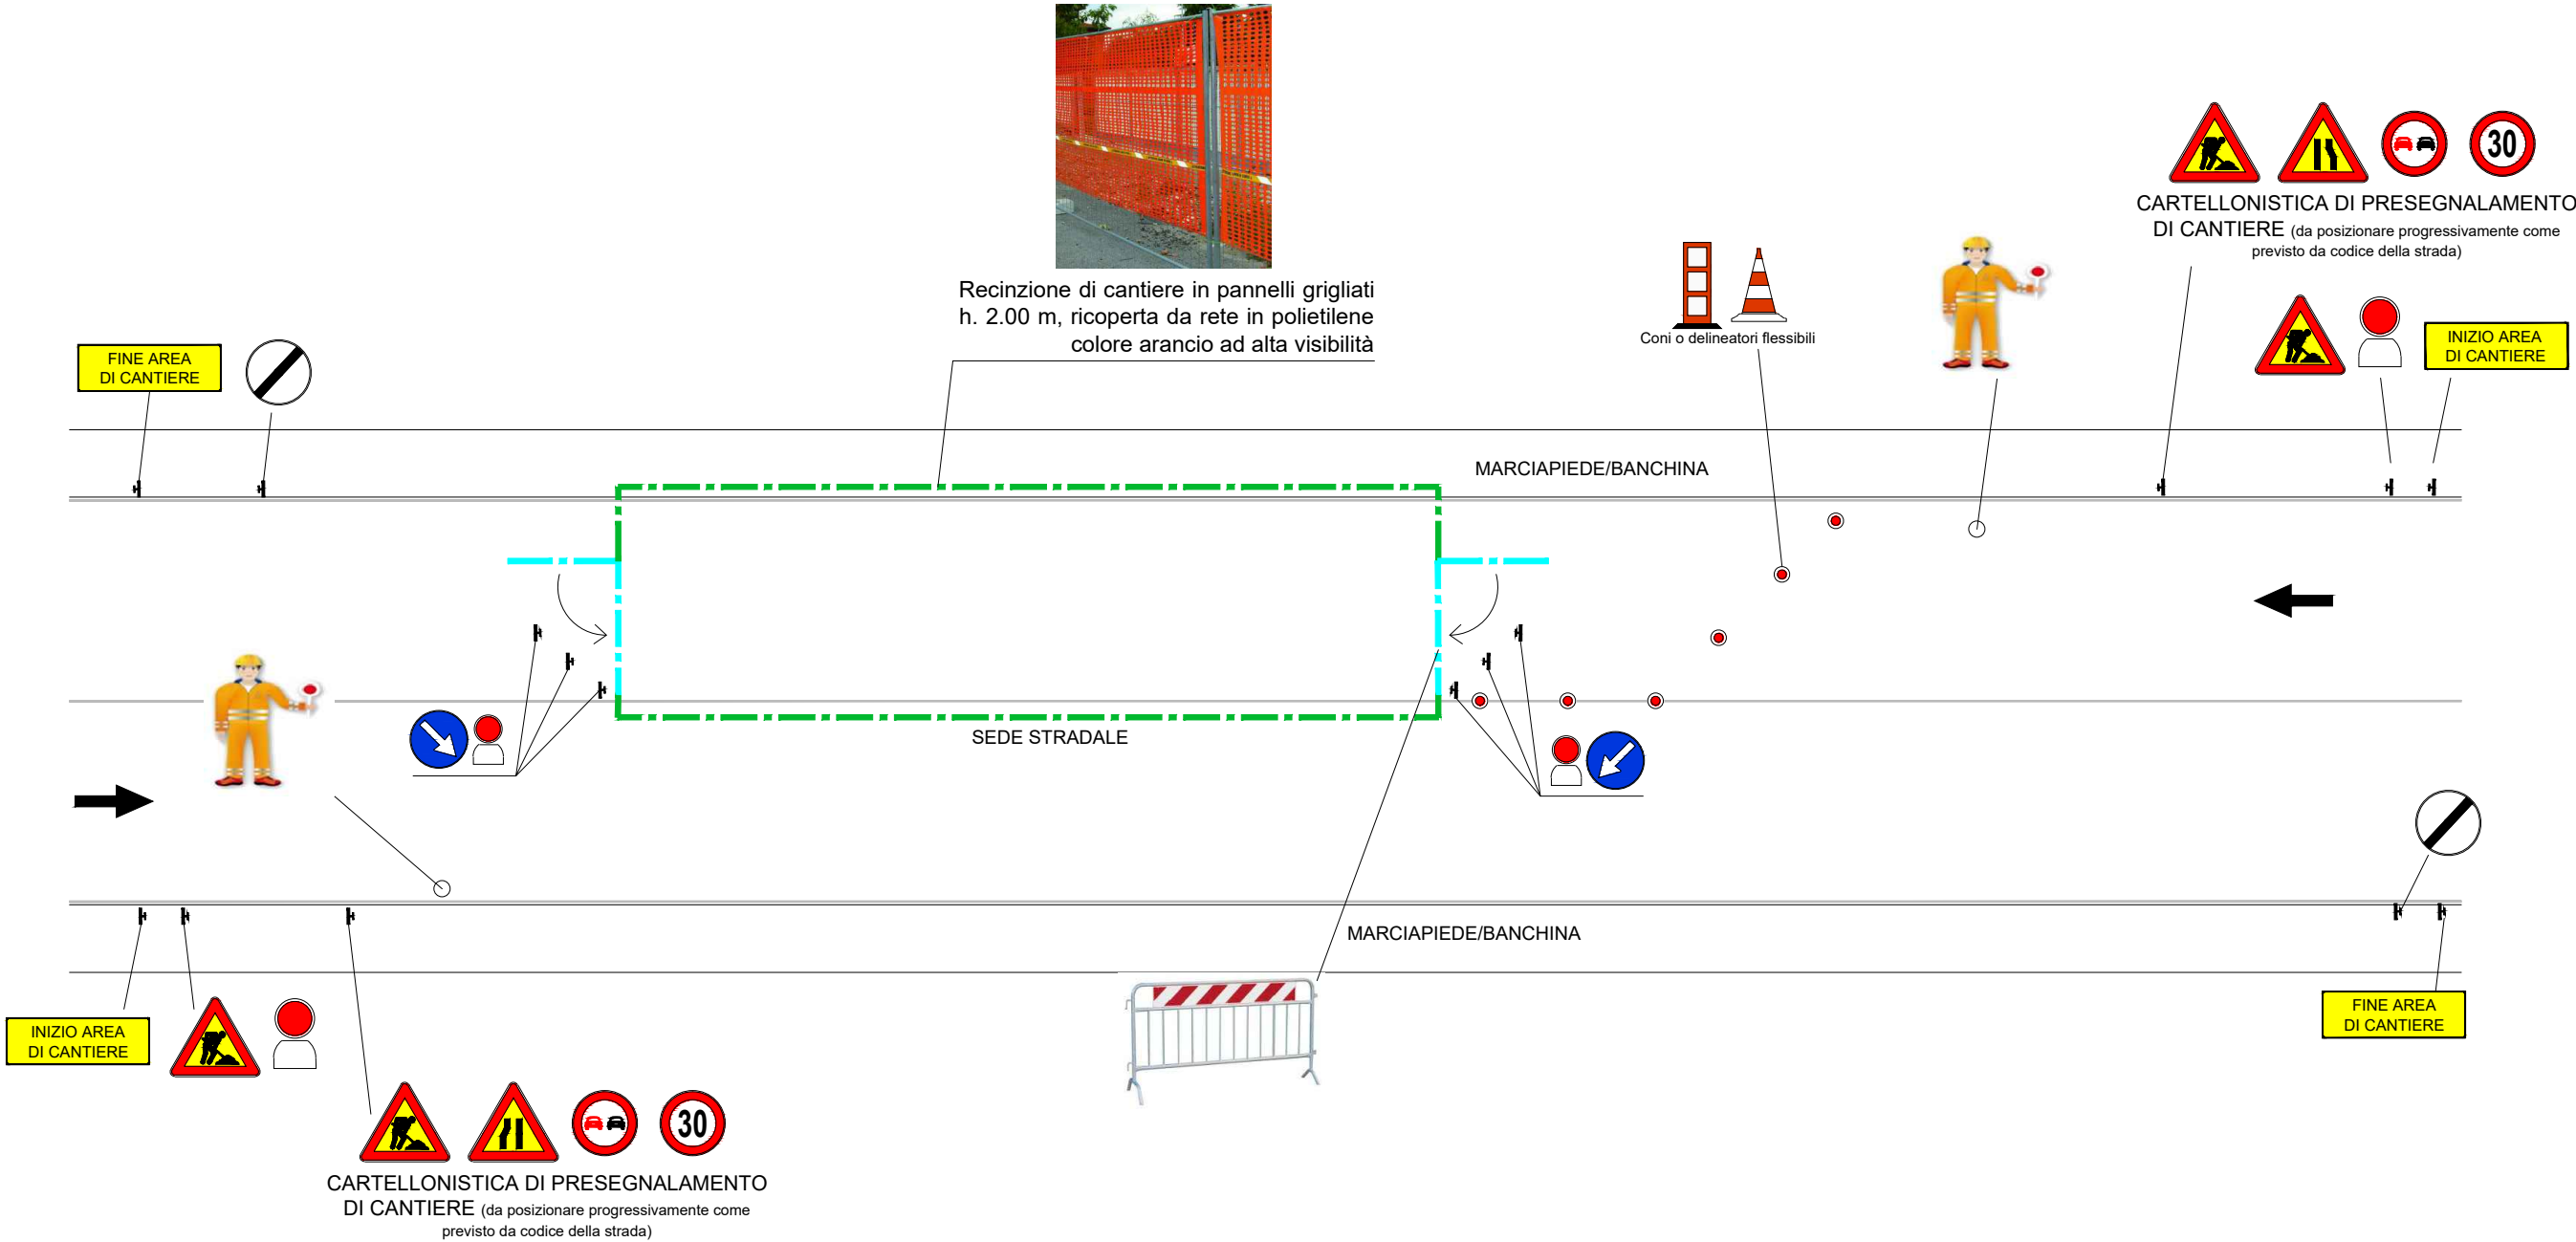 30
CARTELLONISTICA DI PRESEGNALAMENTO
DI CANTIERE (da posizionare progressivamente come
previsto da codice della strada)
Recinzione di cantiere in pannelli grigliati
h. 2.00 m, ricoperta da rete in polietilene
colore arancio ad alta visibilità
Coni o delineatori flessibili
INIZIO AREA
DI CANTIERE
FINE AREA
DI CANTIERE
MARCIAPIEDE/BANCHINA
SEDE STRADALE
MARCIAPIEDE/BANCHINA
INIZIO AREA
DI CANTIERE
FINE AREA
DI CANTIERE
30
CARTELLONISTICA DI PRESEGNALAMENTO
DI CANTIERE (da posizionare progressivamente come
previsto da codice della strada)